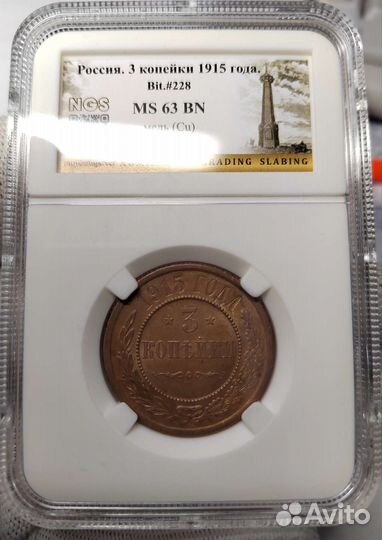 Россия. 3 копейки 1915 года.
Bit.#228
NGS
MS 63 BN
медь (Cu)
GRADING SLABING
1915 ГОДА
3
КОПѢЙКИ
Avito